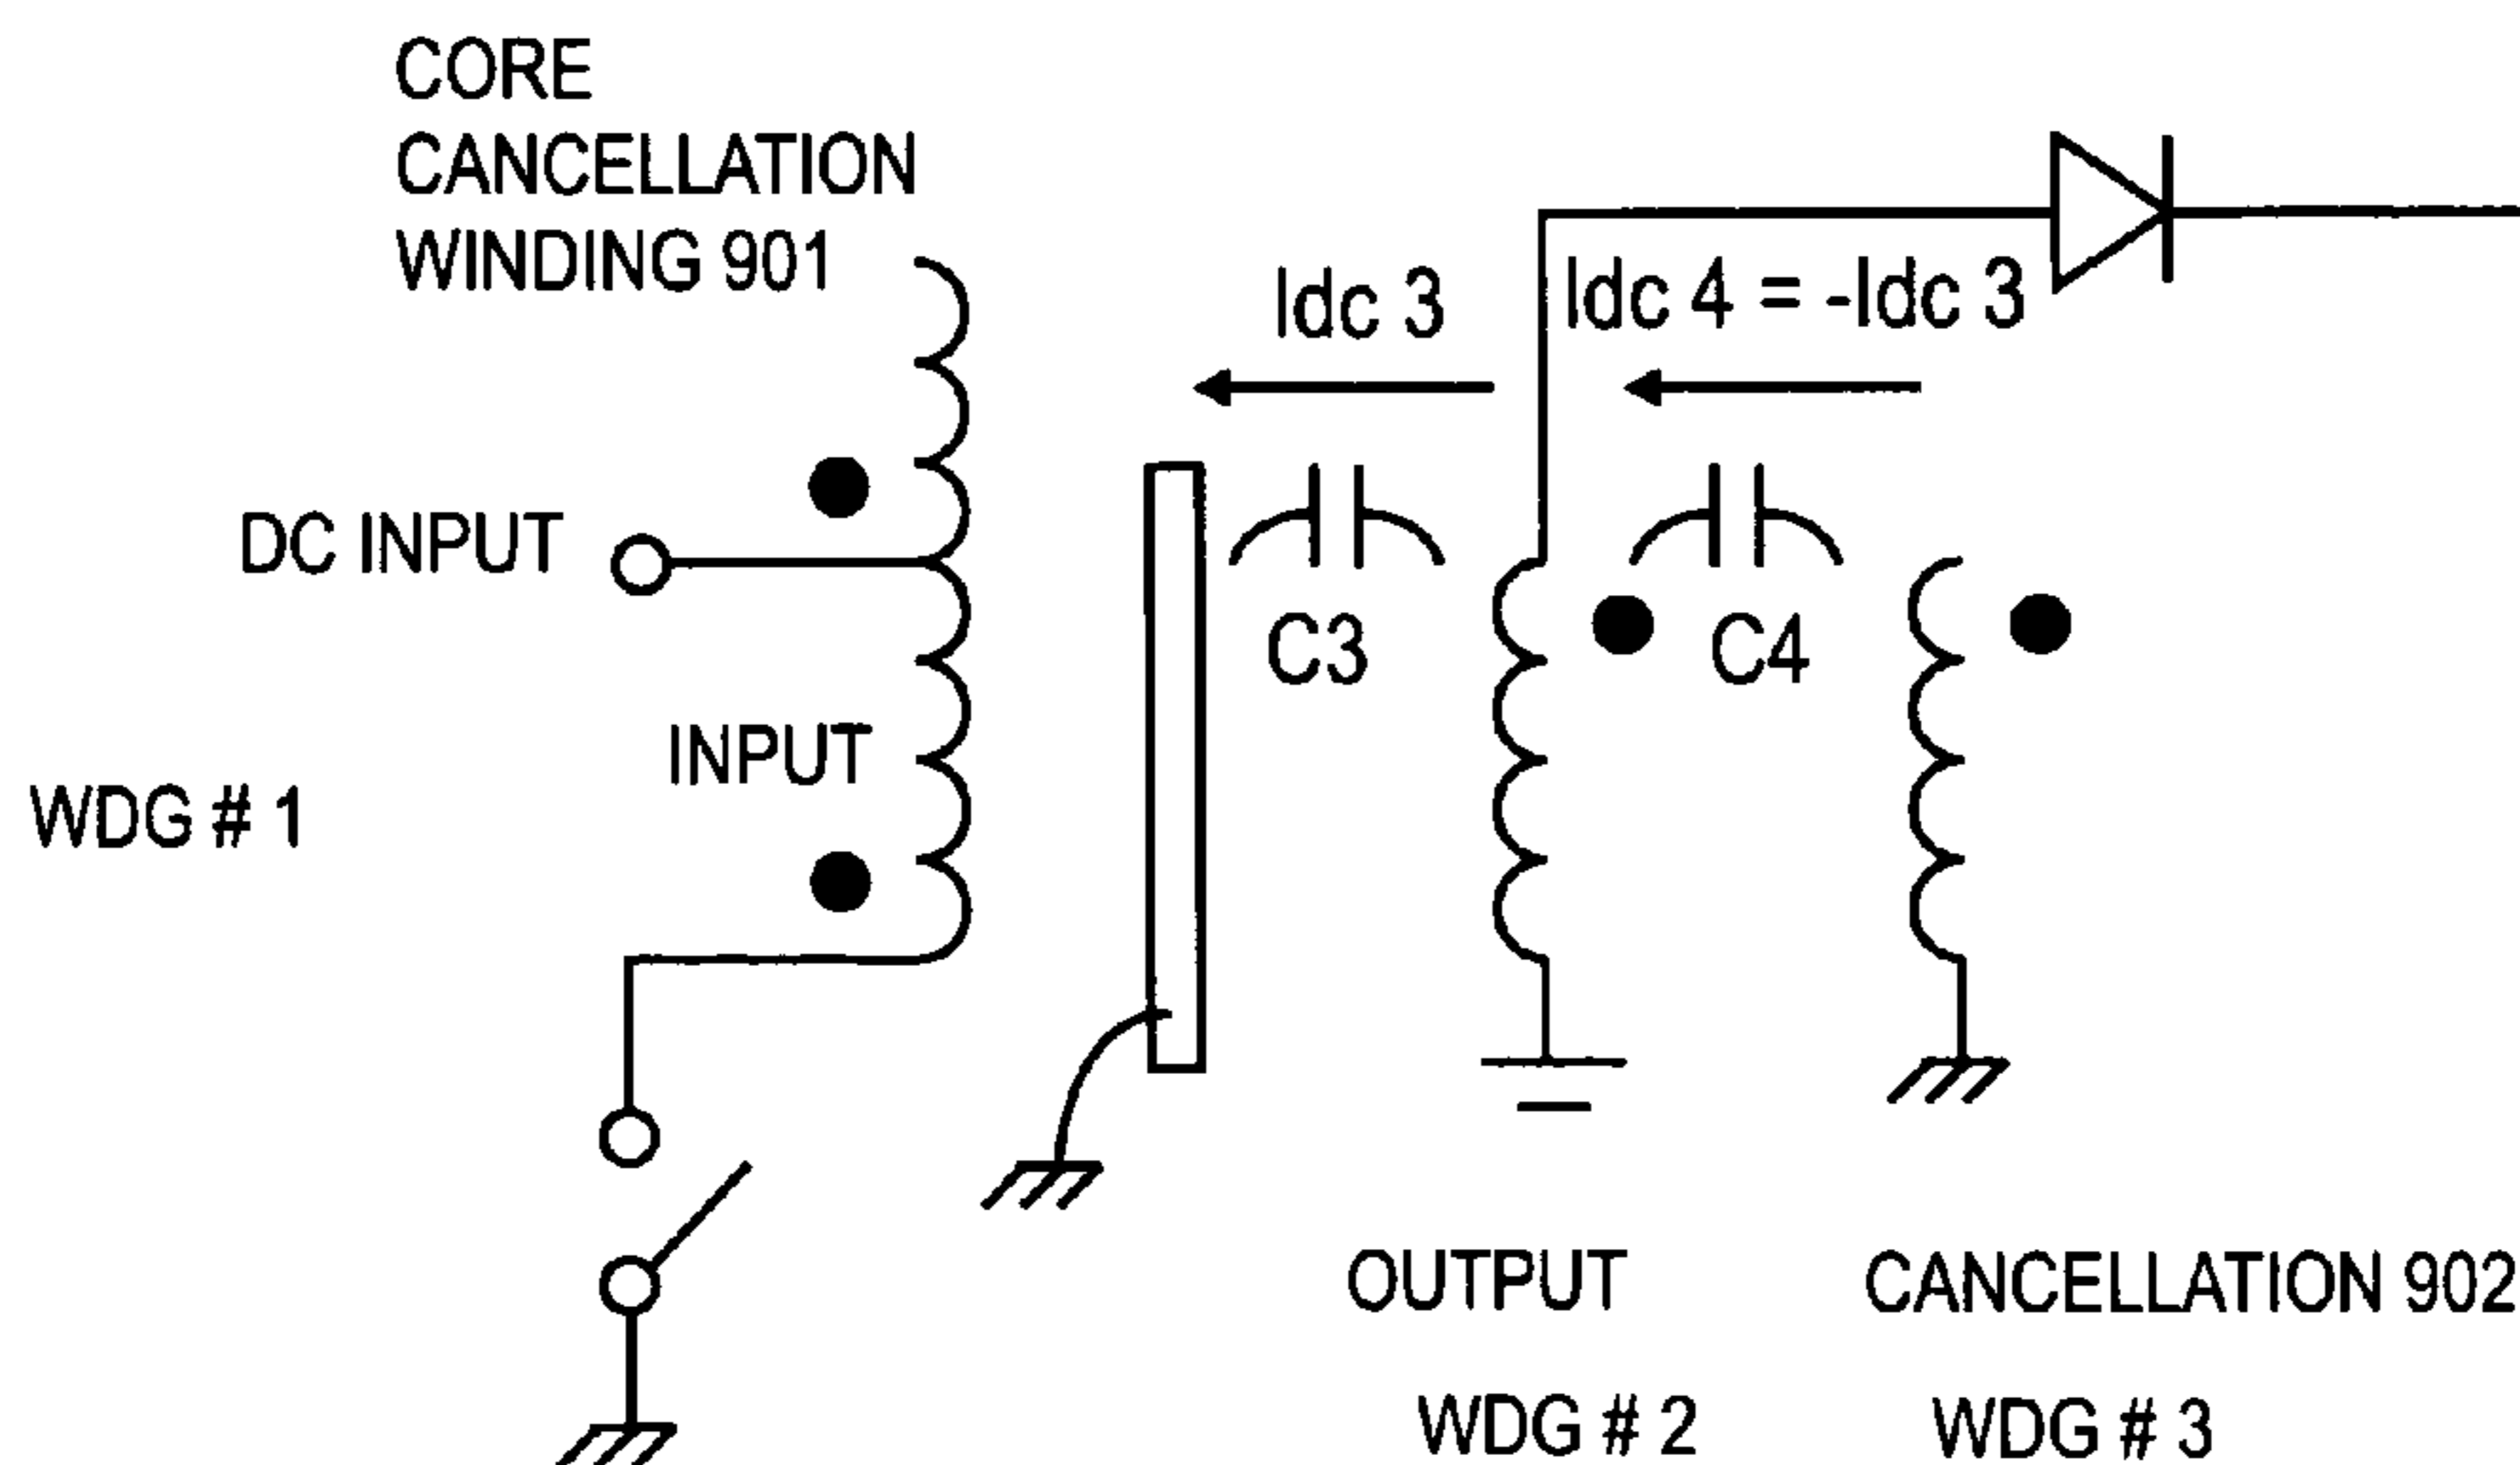 CORE
CANCELLATION
WINDING 901
Idc 3
Idc 4 = -Idc 3
DC INPUT
C3
C4
INPUT
WDG # 1
OUTPUT
CANCELLATION 902
WDG # 2
WDG # 3